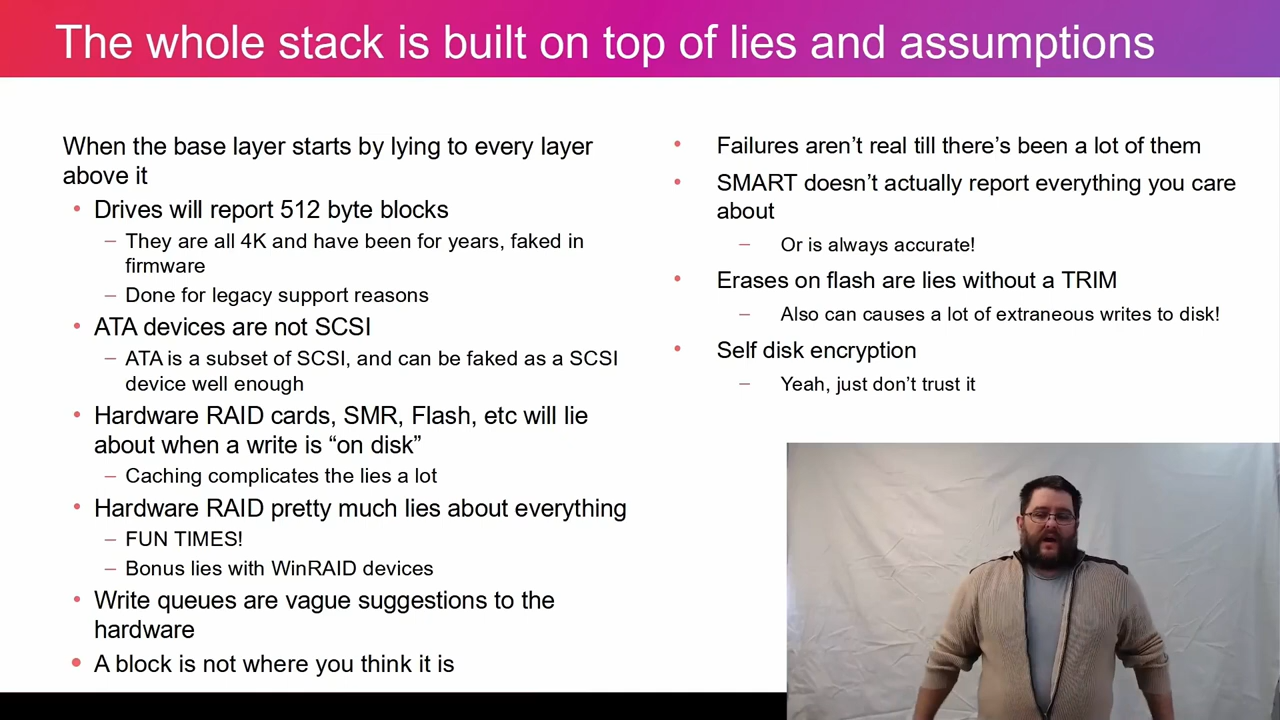 The whole stack is built on top of lies and assumptions
When the base layer starts by lying to every layer
above it
• Drives will report 512 byte blocks
– They are all 4K and have been for years, faked in
firmware
– Done for legacy support reasons
• ATA devices are not SCSI
– ATA is a subset of SCSI, and can be faked as a SCSI
device well enough
• Hardware RAID cards, SMR, Flash, etc will lie
about when a write is “on disk”
– Caching complicates the lies a lot
• Hardware RAID pretty much lies about everything
– FUN TIMES!
– Bonus lies with WinRAID devices
• Write queues are vague suggestions to the
hardware
• A block is not where you think it is
• Failures aren’t real till there’s been a lot of them
• SMART doesn’t actually report everything you care
about
– Or is always accurate!
• Erases on flash are lies without a TRIM
– Also can causes a lot of extraneous writes to disk!
• Self disk encryption
– Yeah, just don’t trust it